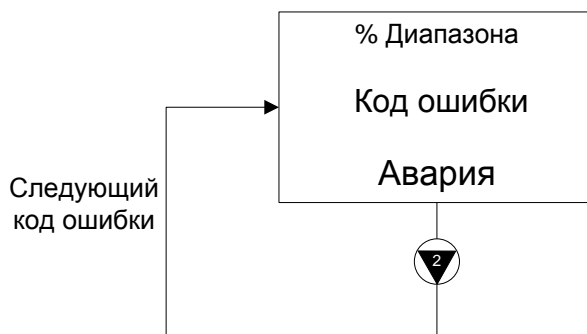 % Диапазона
Код ошибки
Авария
Следующий
код ошибки
2